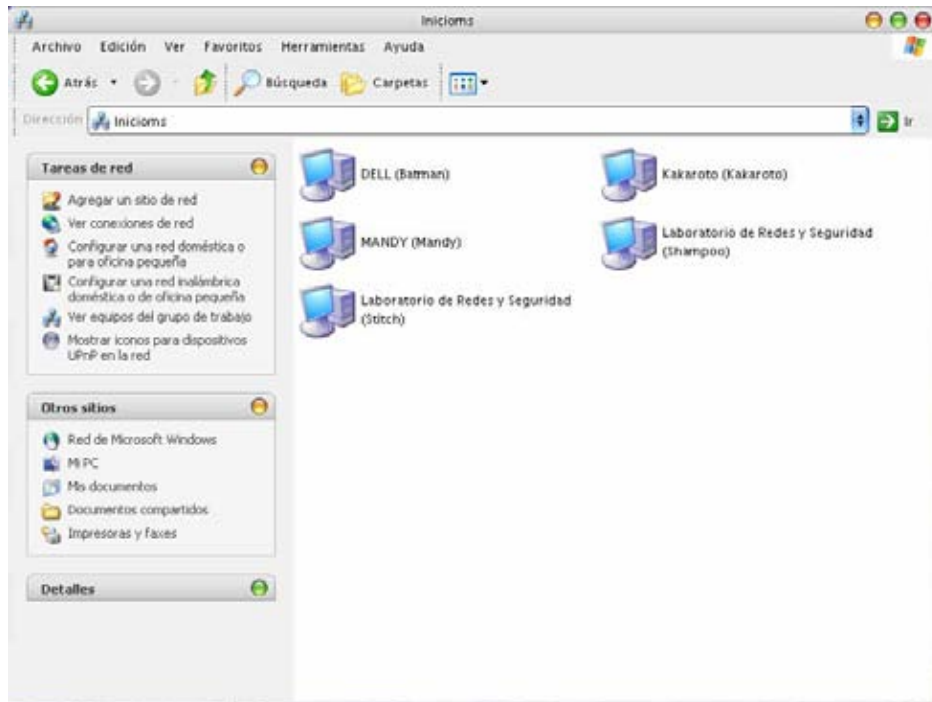 Inicioms
Archivo Edición Ver Favoritos Herramientas Ayuda
Atrás Búsqueda Carpetas
Dirección Inicioms Ir
Tareas de red
Agregar un sitio de red
Ver conexiones de red
Configurar una red doméstica o
para oficina pequeña
Configurar una red inalámbrica
doméstica o de oficina pequeña
Ver equipos del grupo de trabajo
Mostrar iconos para dispositivos
UPnP en la red
Otros sitios
Red de Microsoft Windows
Mi PC
Mis documentos
Documentos compartidos
Impresoras y faxes
Detalles
DELL (Batman)
Kakaroto (Kakaroto)
MANDY (Mandy)
Laboratorio de Redes y Seguridad
(Shampoo)
Laboratorio de Redes y Seguridad
(Stitch)